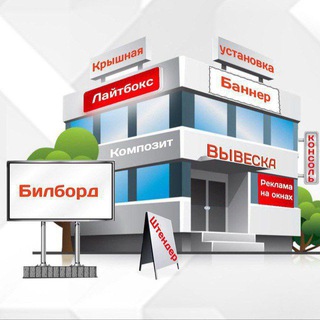 Крышная
установка
Лайтбокс
Баннер
Композит
ВЫВЕСКА
КОНСОЛЬ
Билборд
Реклама
на окнах
Штендер